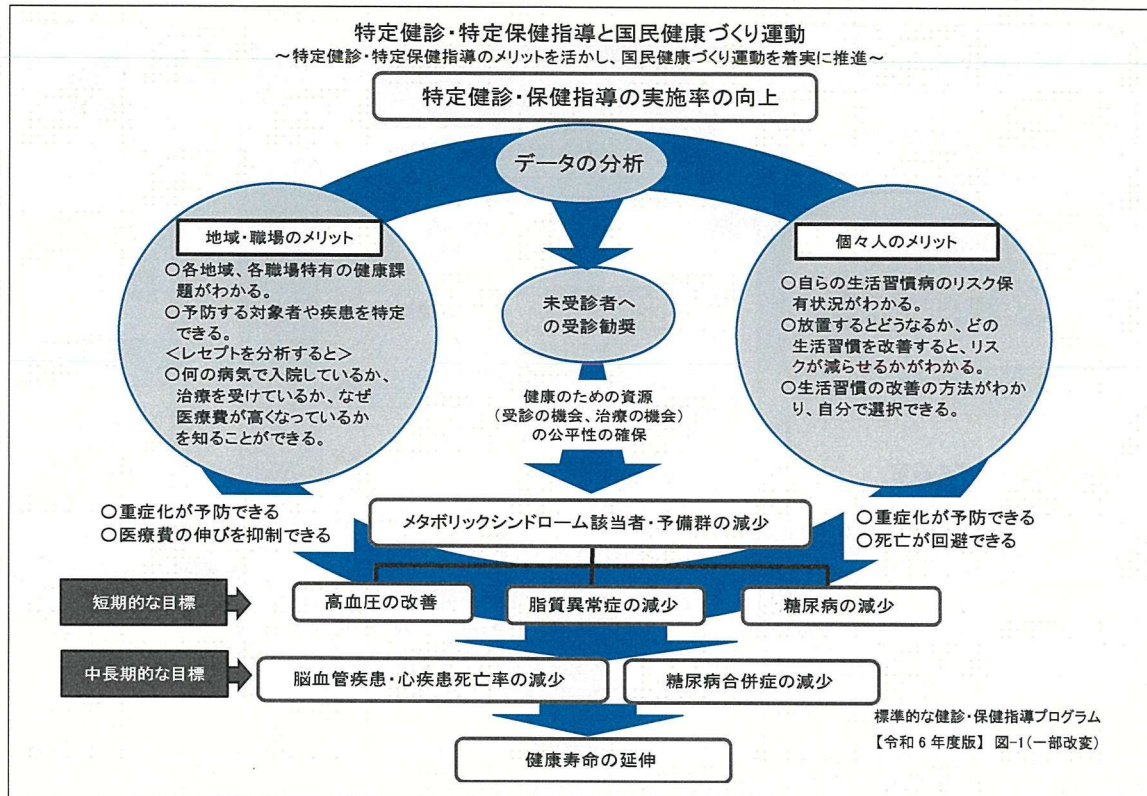 特定健診・特定保健指導と国民健康づくり運動
～特定健診・特定保健指導のメリットを活かし、国民健康づくり運動を着実に推進～
特定健診・保健指導の実施率の向上
データの分析
地域・職場のメリット
○各地域、各職場特有の健康課
題がわかる。
○予防する対象者や疾患を特定
できる。
＜レセプトを分析すると＞
○何の病気で入院しているか、
治療を受けているか、なぜ
医療費が高くなっているか
を知ることができる。
未受診者へ
の受診勧奨
個々人のメリット
○自らの生活習慣病のリスク保
有状況がわかる。
○放置するとどうなるか、どの
生活習慣を改善すると、リス
クが減らせるかがわかる。
○生活習慣の改善の方法がわか
り、自分で選択できる。
健康のための資源
(受診の機会、治療の機会)
の公平性の確保
○重症化が予防できる
○医療費の伸びを抑制できる
メタボリックシンドローム該当者・予備群の減少
○重症化が予防できる
○死亡が回避できる
短期的な目標
高血圧の改善
脂質異常症の減少
糖尿病の減少
中長期的な目標
脳血管疾患・心疾患死亡率の減少
糖尿病合併症の減少
標準的な健診・保健指導プログラム
【令和6年度版】 図-1(一部改変)
健康寿命の延伸